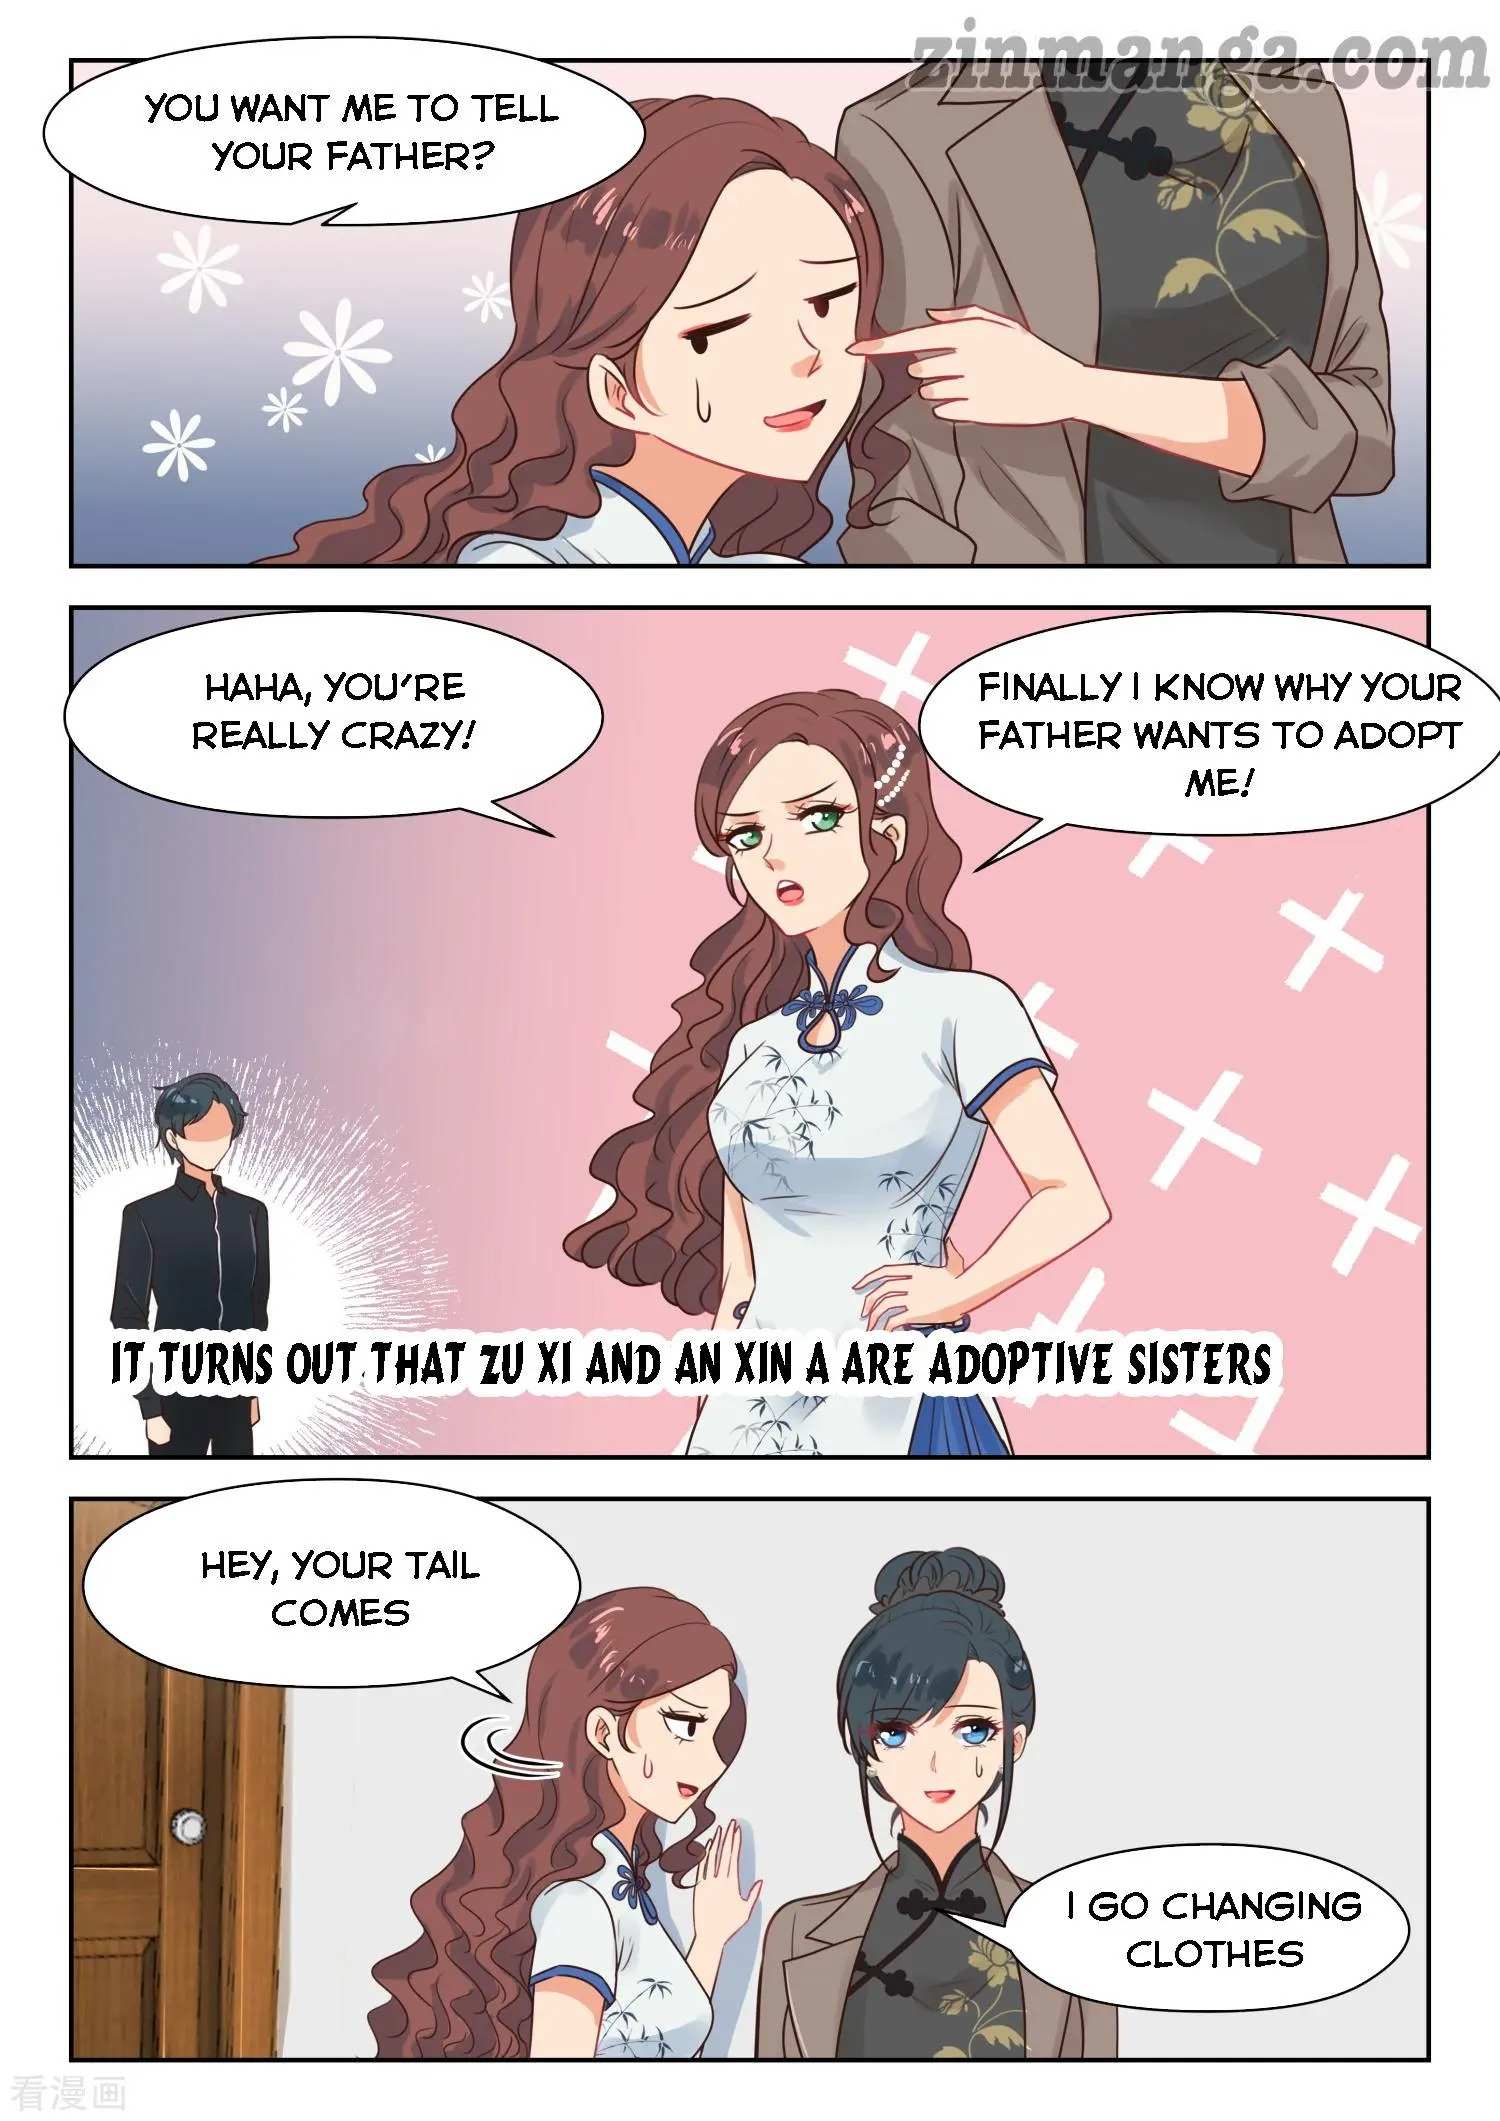 zinmanga.com
YOU WANT ME TO TELL
YOUR FATHER?
HAHA, YOU'RE
REALLY CRAZY!
FINALLY I KNOW WHY YOUR
FATHER WANTS TO ADOPT
ME!
IT TURNS OUT THAT ZU XI AND AN XIN A ARE ADOPTIVE SISTERS
HEY, YOUR TAIL
COMES
I GO CHANGING
CLOTHES
看漫画